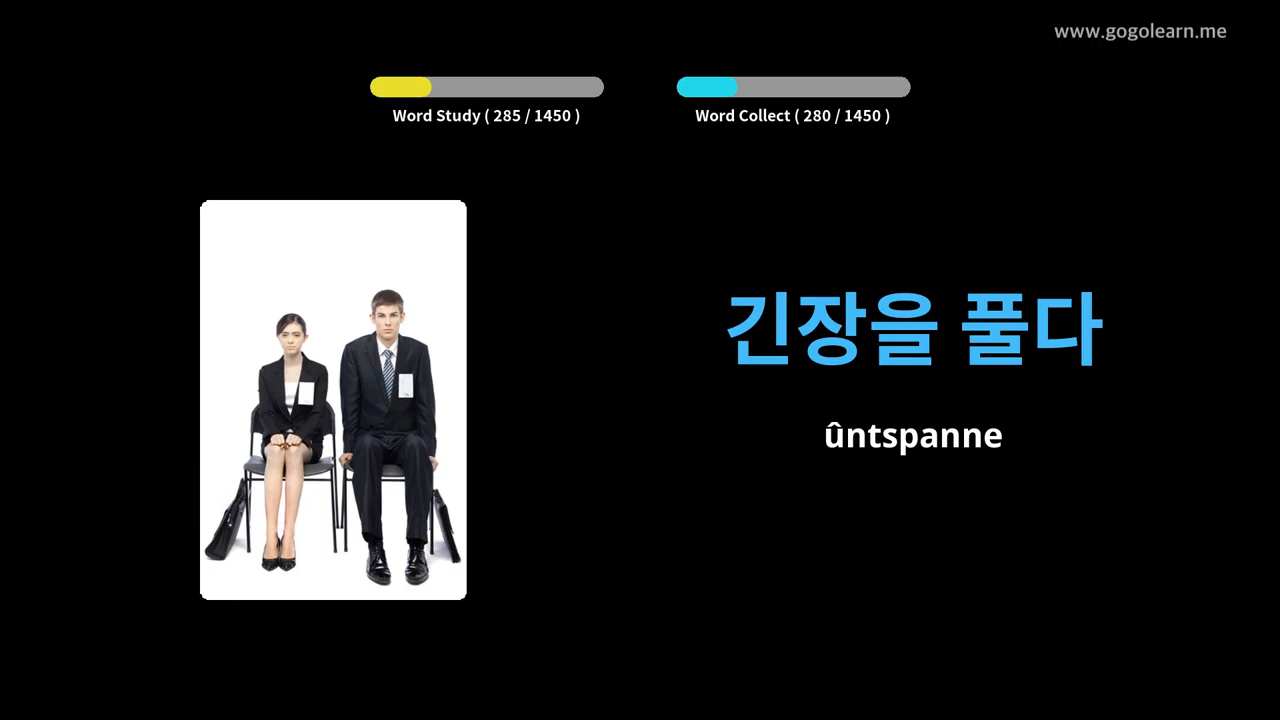 www.gogolearn.me
Word Study ( 285 / 1450 )
Word Collect ( 280 / 1450 )
긴장을 풀다
ûntspanne